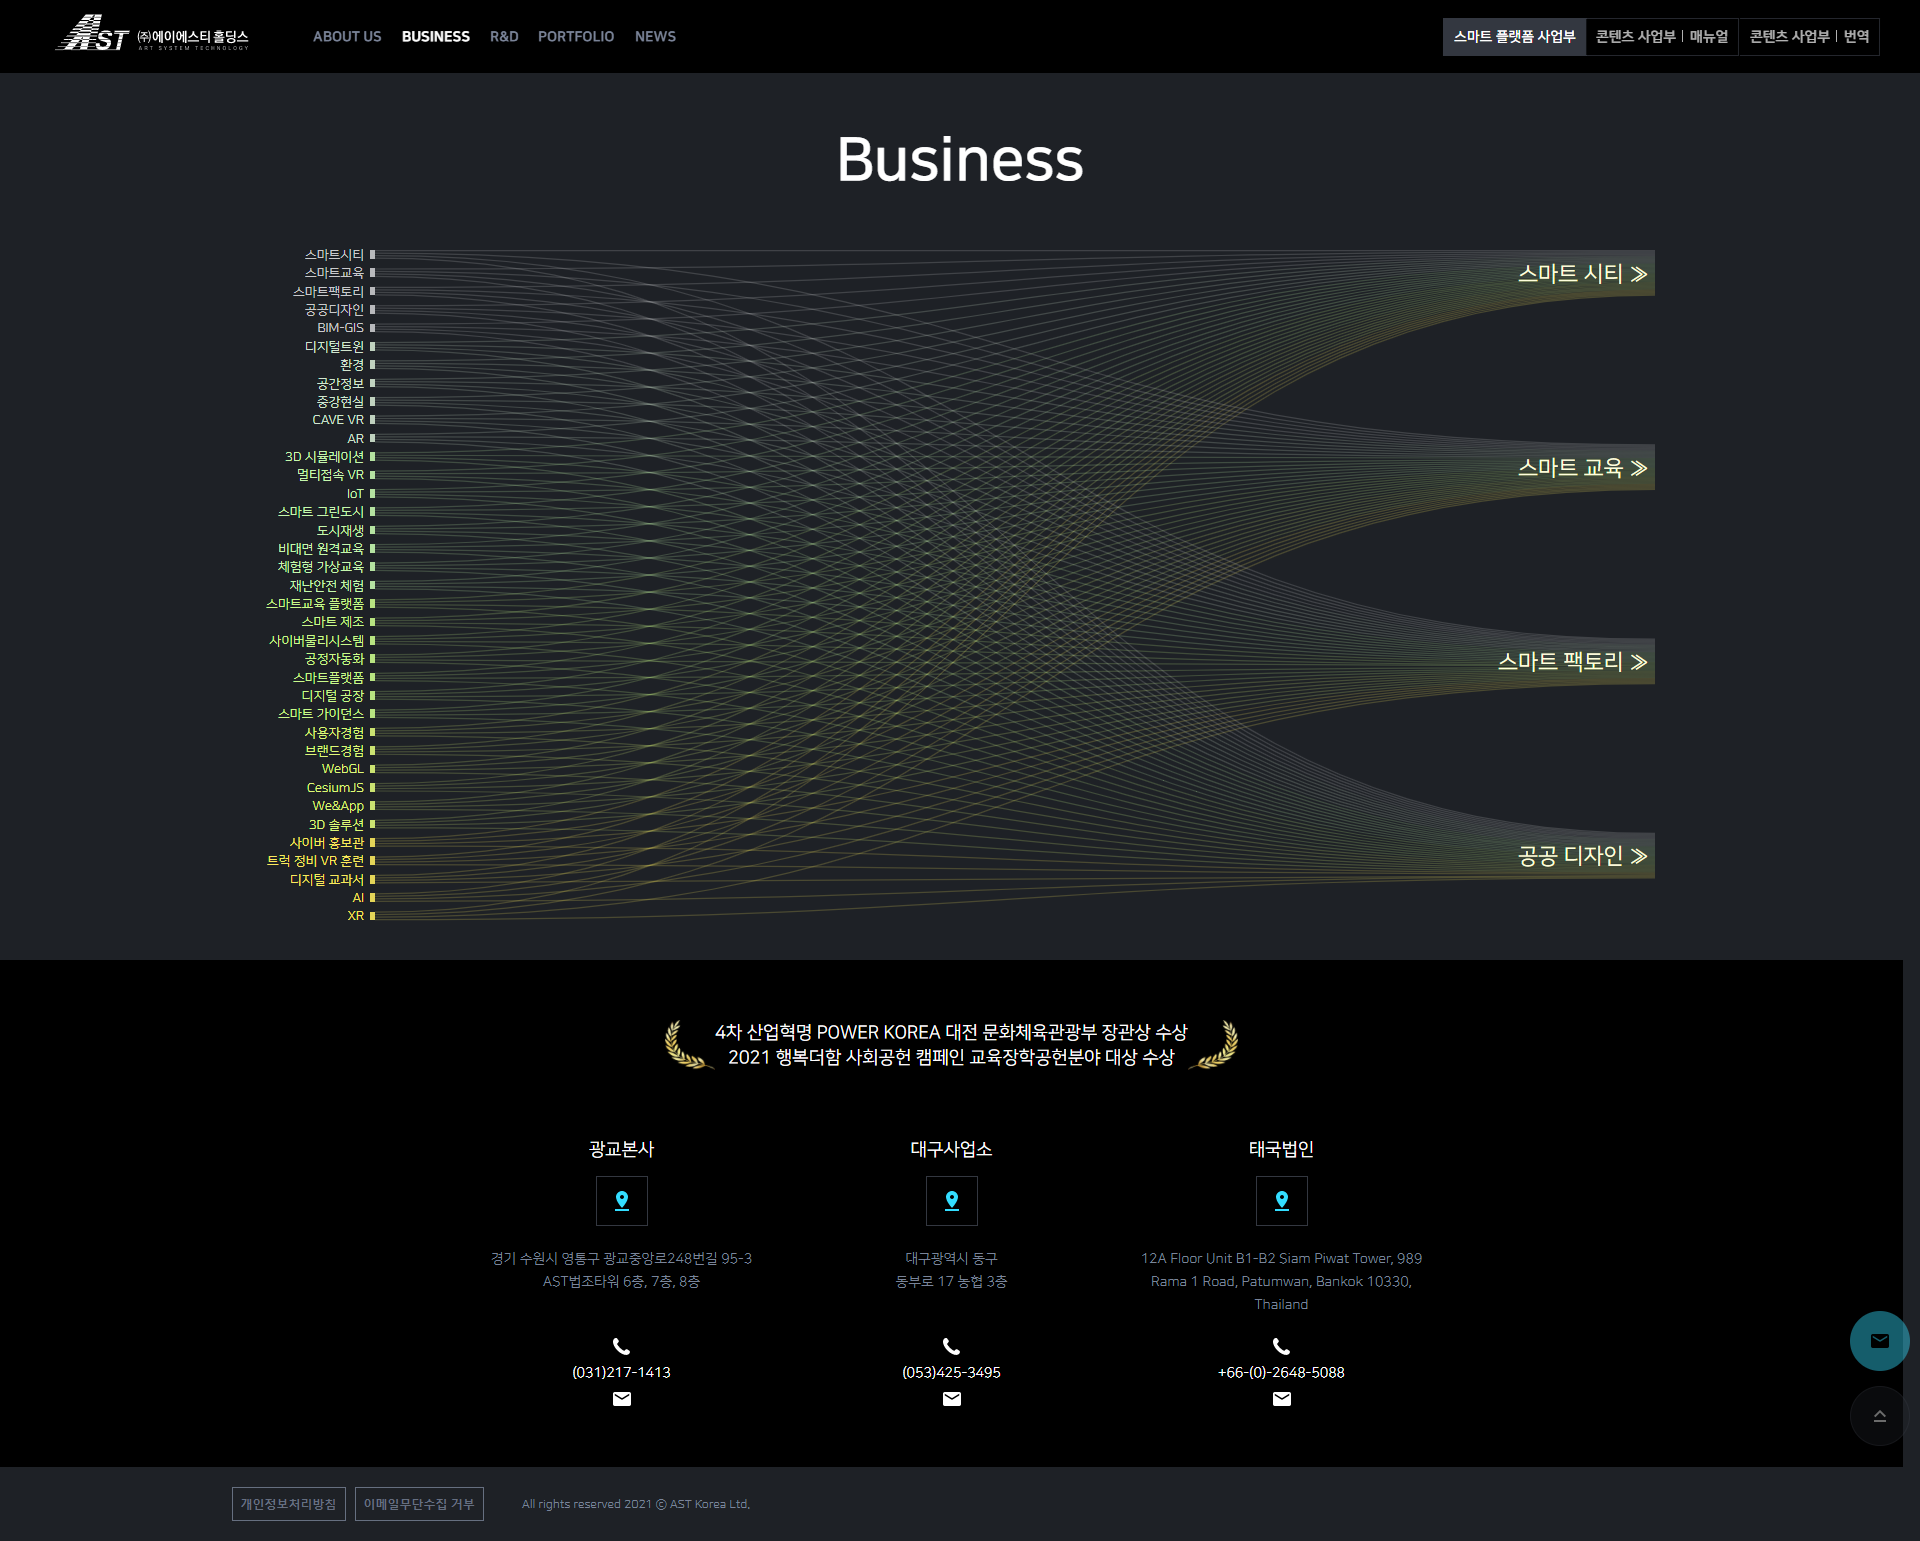 AST (주)에이에스티 홀딩스
ART SYSTEM TECHNOLOGY
ABOUT US
BUSINESS
R&D
PORTFOLIO
NEWS
스마트 플랫폼 사업부
콘텐츠 사업부 | 매뉴얼
콘텐츠 사업부 | 번역
Business
스마트시티
스마트교육
스마트팩토리
공공디자인
BIM-GIS
디지털트윈
환경
공간정보
증강현실
CAVE VR
AR
3D 시뮬레이션
멀티접속 VR
IoT
스마트 그린도시
도시재생
비대면 원격교육
체험형 가상교육
재난안전 체험
스마트교육 플랫폼
스마트 제조
사이버물리시스템
공정자동화
스마트플랫폼
디지털 공장
스마트 가이던스
사용자경험
브랜드경험
WebGL
CesiumJS
We&App
3D 솔루션
사이버 홍보관
트럭 정비 VR 훈련
디지털 교과서
AI
XR
스마트 시티
스마트 교육
스마트 팩토리
공공 디자인
4차 산업혁명 POWER KOREA 대전 문화체육관광부 장관상 수상
2021 행복더함 사회공헌 캠페인 교육장학공헌분야 대상 수상
광교본사
경기 수원시 영통구 광교중앙로248번길 95-3
AST법조타워 6층, 7층, 8층
(031)217-1413
대구사업소
대구광역시 동구
동부로 17 농협 3층
(053)425-3495
태국법인
12A Floor Unit B1-B2 Siam Piwat Tower, 989
Rama 1 Road, Patumwan, Bankok 10330,
Thailand
+66-(0)-2648-5088
개인정보처리방침
이메일무단수집 거부
All rights reserved 2021 ⓒ AST Korea Ltd.